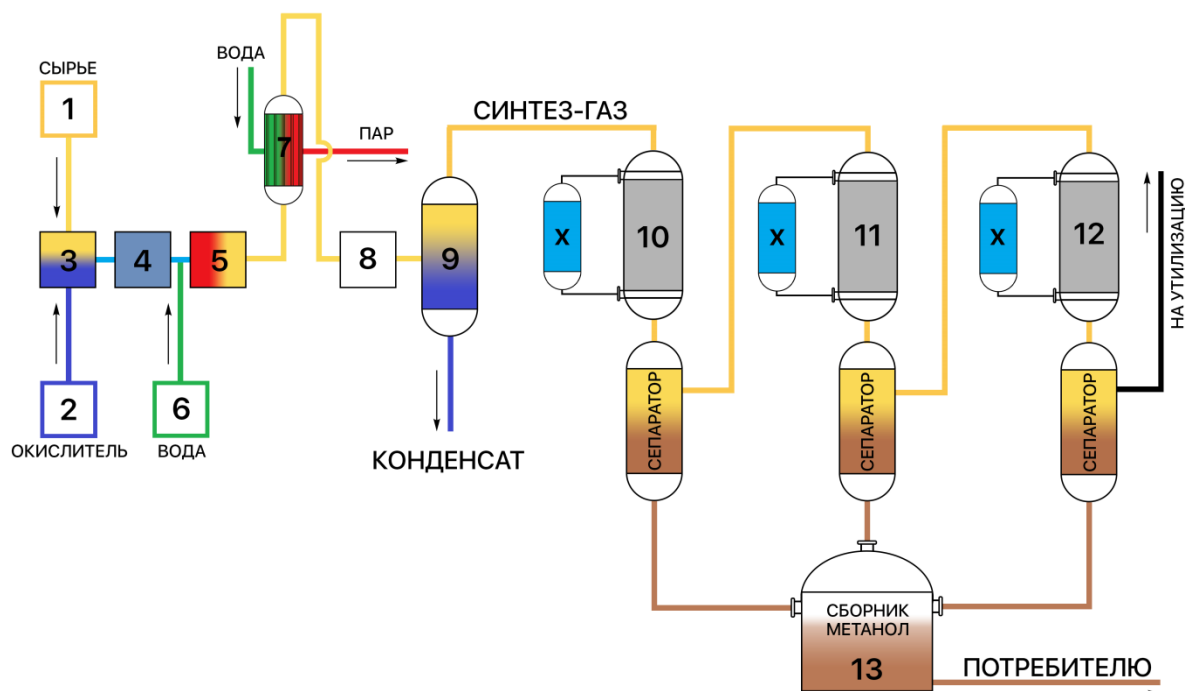 СЫРЬЕ
1
2
ОКИСЛИТЕЛЬ
3
4
5
6
ВОДА
ВОДА
7
ПАР
8
9
КОНДЕНСАТ
СИНТЕЗ-ГАЗ
X
10
СЕПАРАТОР
X
11
СЕПАРАТОР
X
12
СЕПАРАТОР
НА УТИЛИЗАЦИЮ
СБОРНИК
МЕТАНОЛ
13
ПОТРЕБИТЕЛЮ